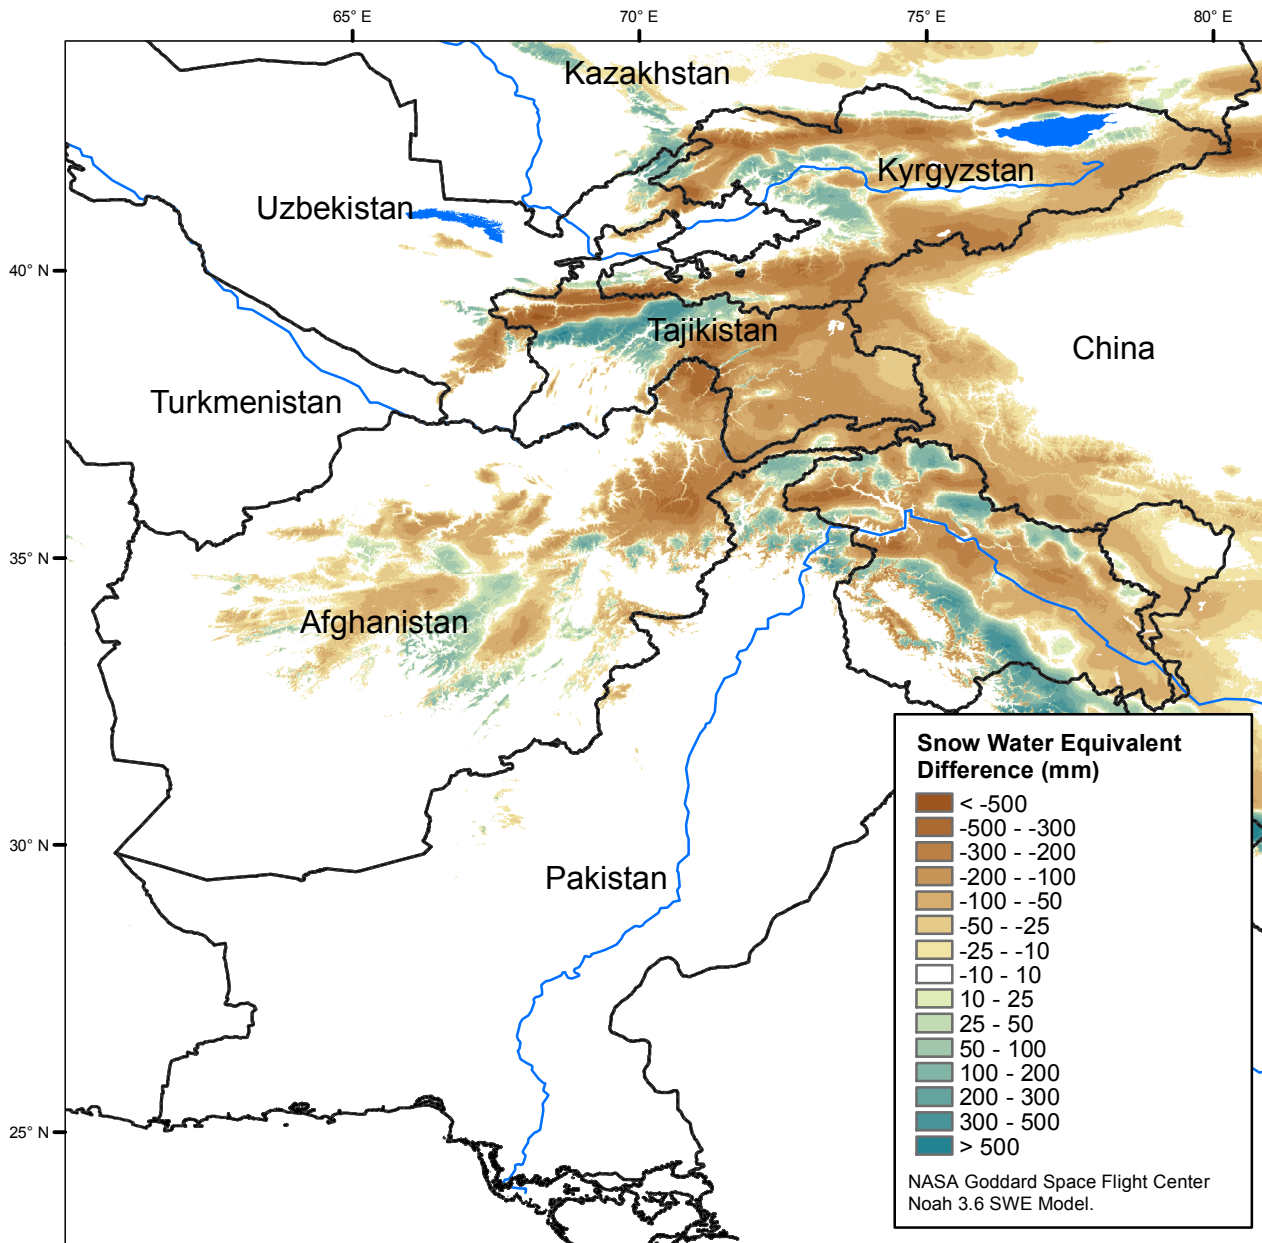 65° E
70° E
75° E
80° E
Kazakhstan
Kyrgyzstan
Uzbekistan
40° N
Tajikistan
China
Turkmenistan
35° N
Afghanistan
Snow Water Equivalent
Difference (mm)
< -500
-500 - -300
-300 - -200
-200 - -100
-100 - -50
-50 - -25
-25 - -10
-10 - 10
10 - 25
25 - 50
50 - 100
100 - 200
200 - 300
300 - 500
> 500
NASA Goddard Space Flight Center
Noah 3.6 SWE Model.
30° N
Pakistan
25° N